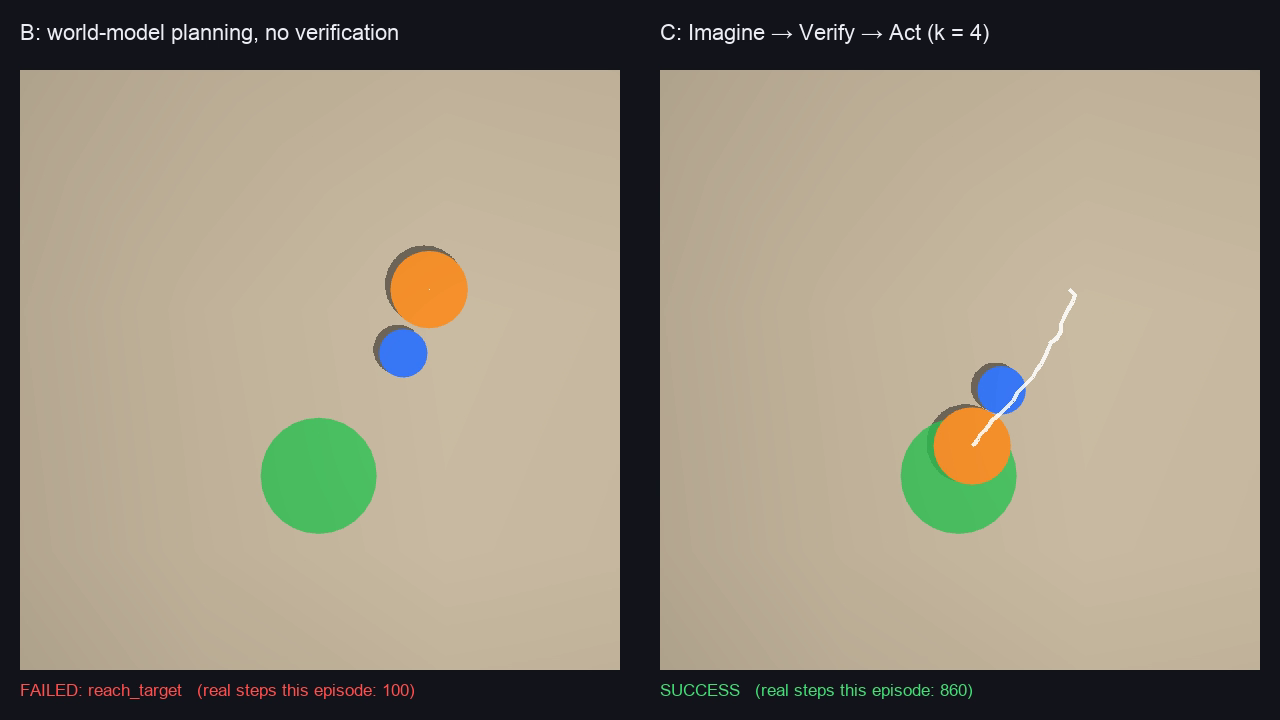 B: world-model planning, no verification
C: Imagine → Verify → Act (k = 4)
FAILED: reach_target (real steps this episode: 100)
SUCCESS (real steps this episode: 860)